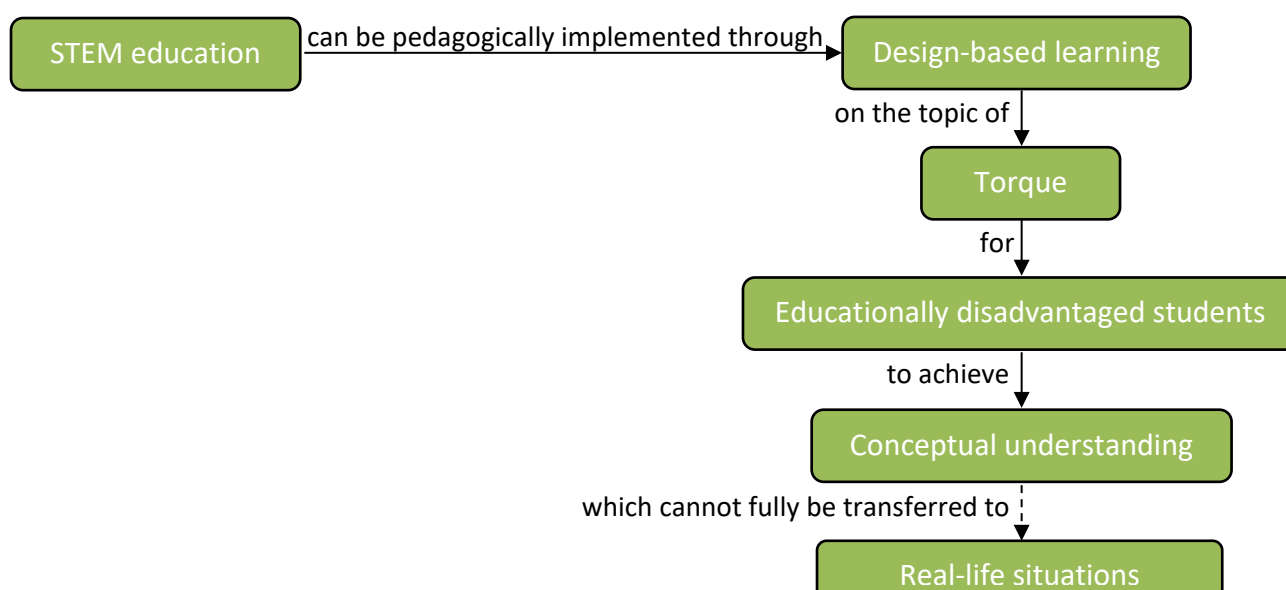 STEM education
can be pedagogically implemented through
Design-based learning
on the topic of
Torque
for
Educationally disadvantaged students
to achieve
Conceptual understanding
which cannot fully be transferred to
Real-life situations